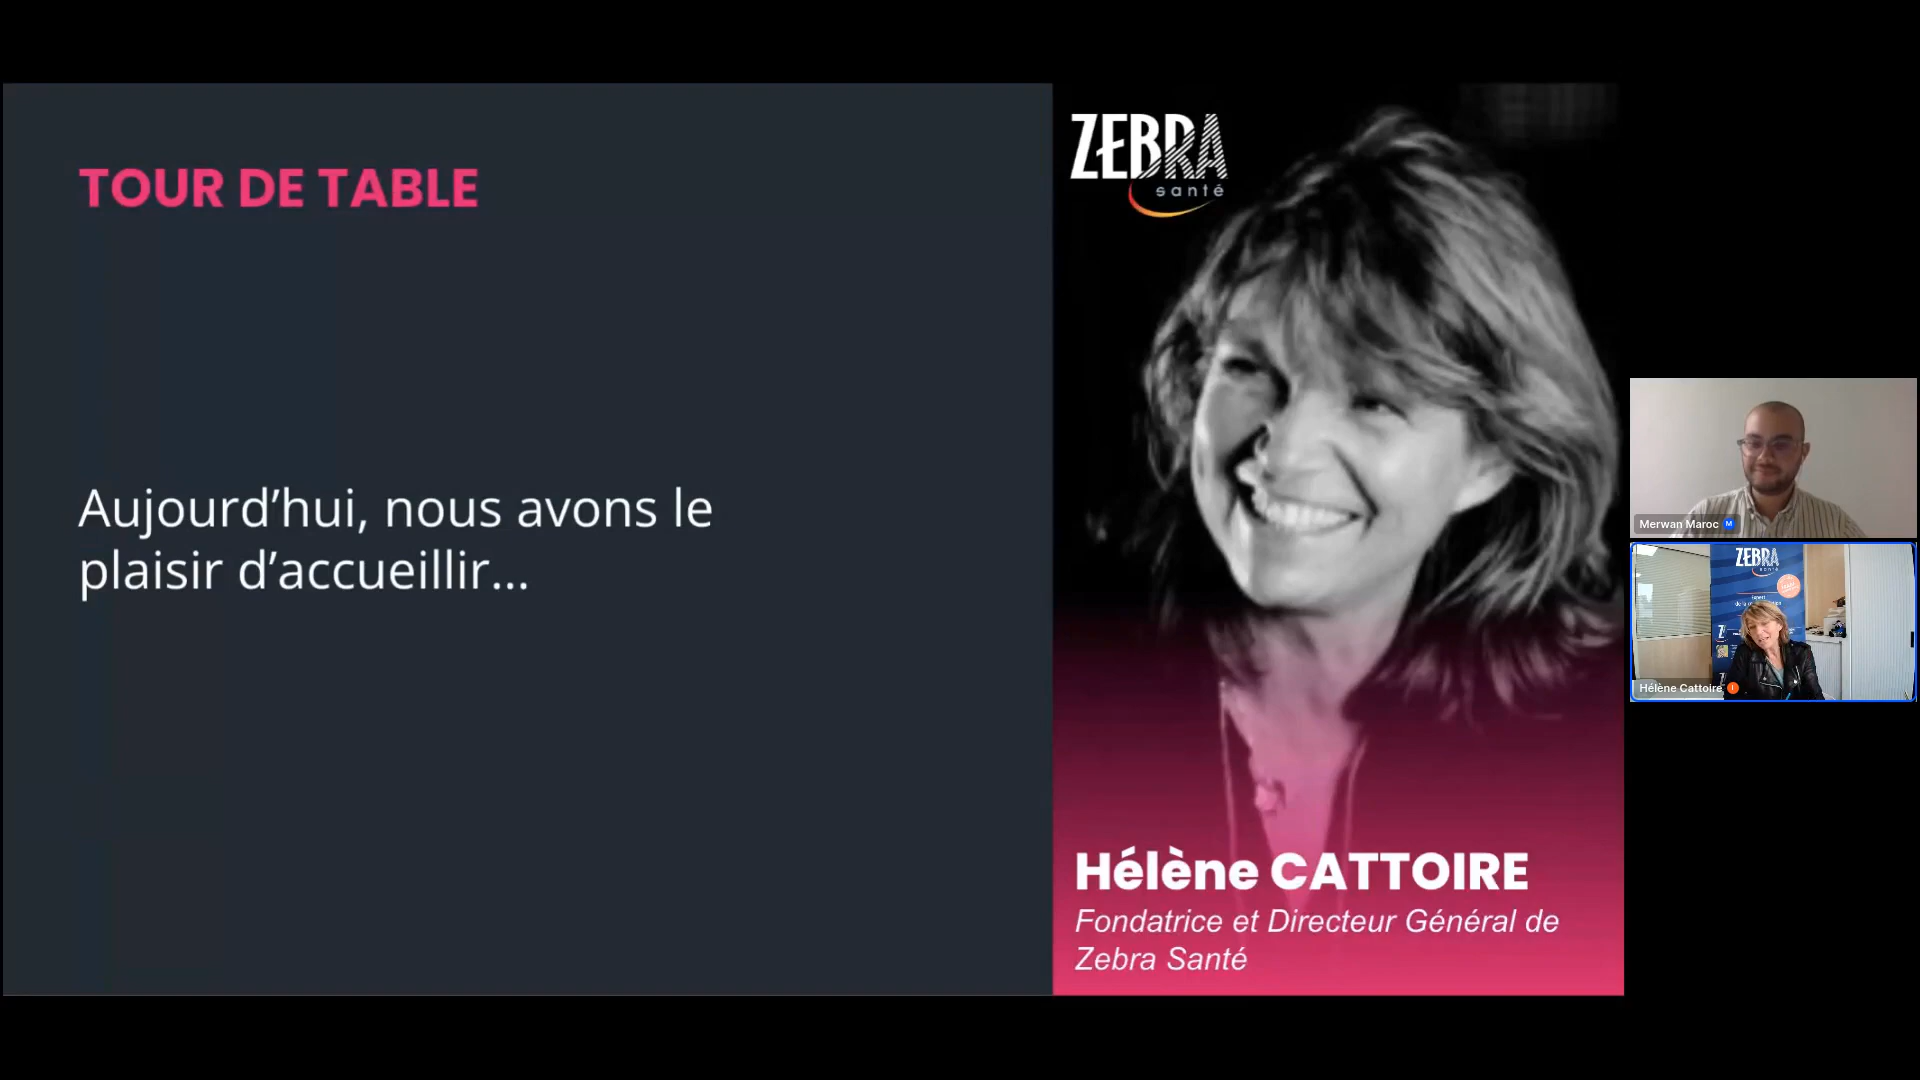 TOUR DE TABLE
Aujourd’hui, nous avons le
plaisir d’accueillir...
ZEBRA
santé
Hélène CATTOIRE
Fondatrice et Directeur Général de
Zebra Santé
Merwan Maroc M
ZEBRA
santé
Hélène Cattoire